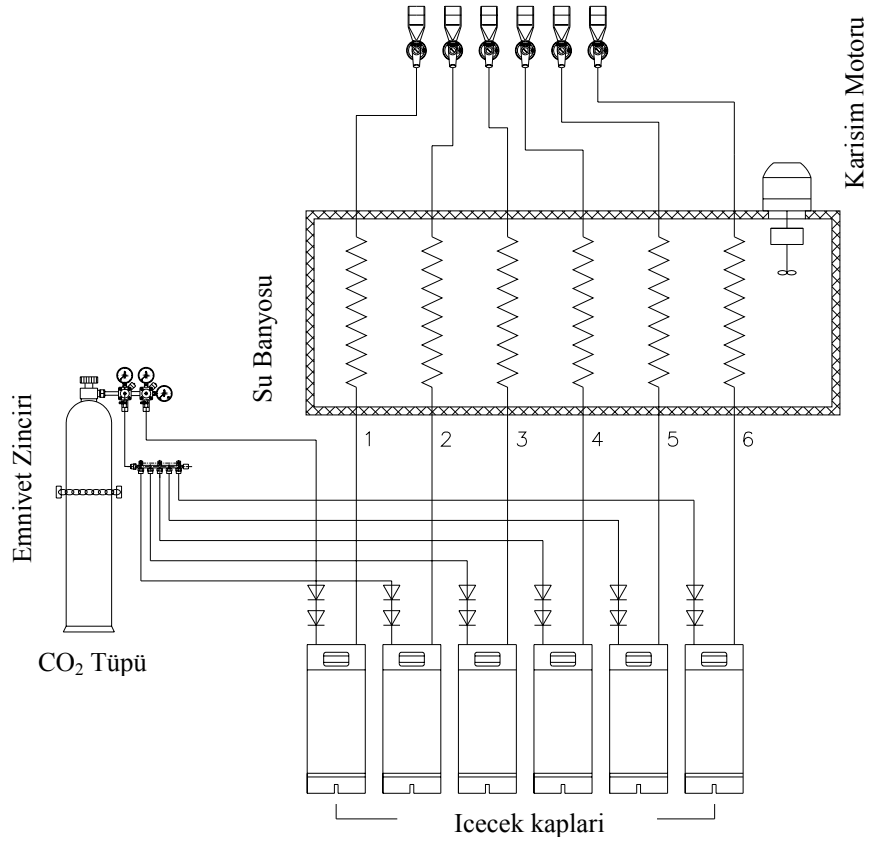 Karisim Motoru
Su Banyosu
Emnivet Zinciri
1 2 3 4 5 6
CO₂ Tüpü
Icecek kaplari